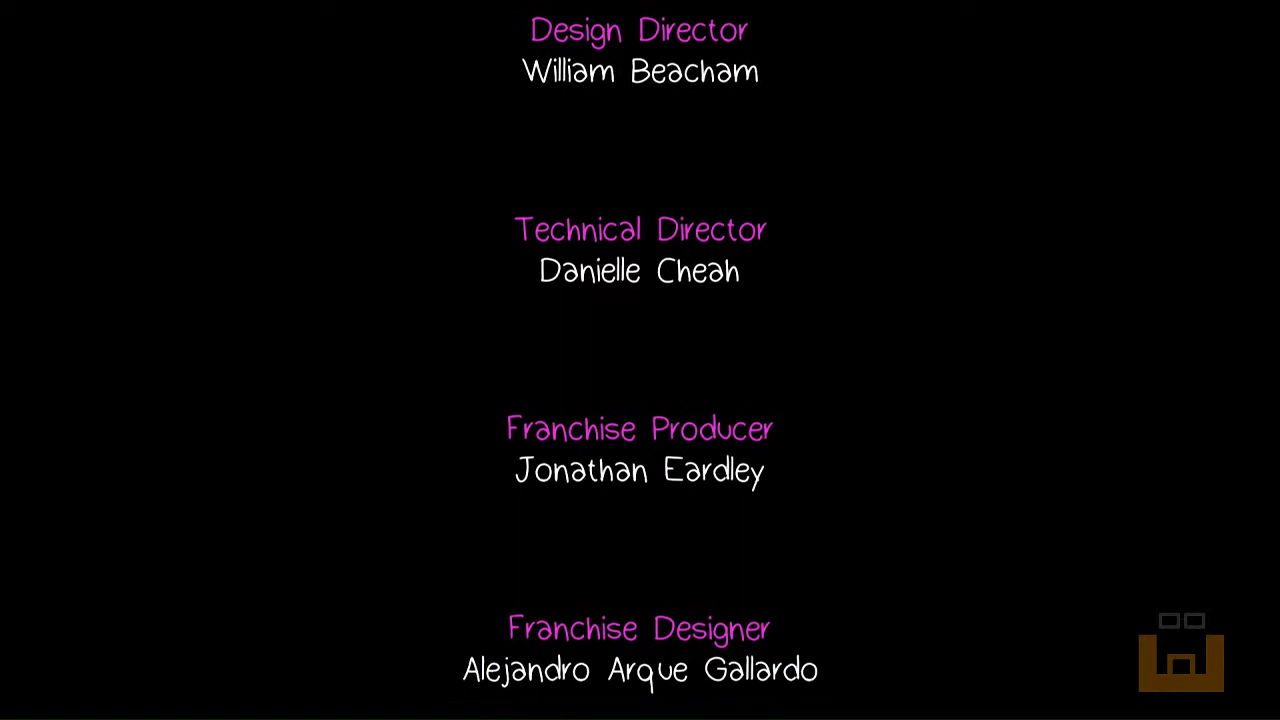 Design Director
William Beacham
Technical Director
Danielle Cheah
Franchise Producer
Jonathan Eardley
Franchise Designer
Alejandro Arque Gallardo